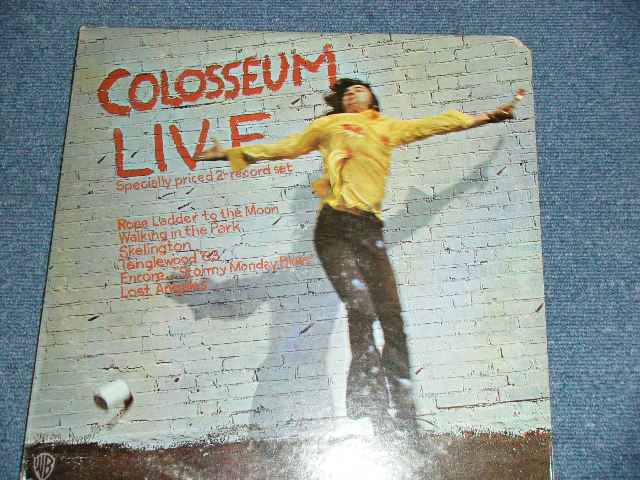 COLOSSEUM
LIVE
Specially priced 2-record set
Rope Ladder to the Moon
Walking in the Park
Skelington
Tanglewood '63
Encore... "Stormy Monday Blues"
Lost Angeles
WB